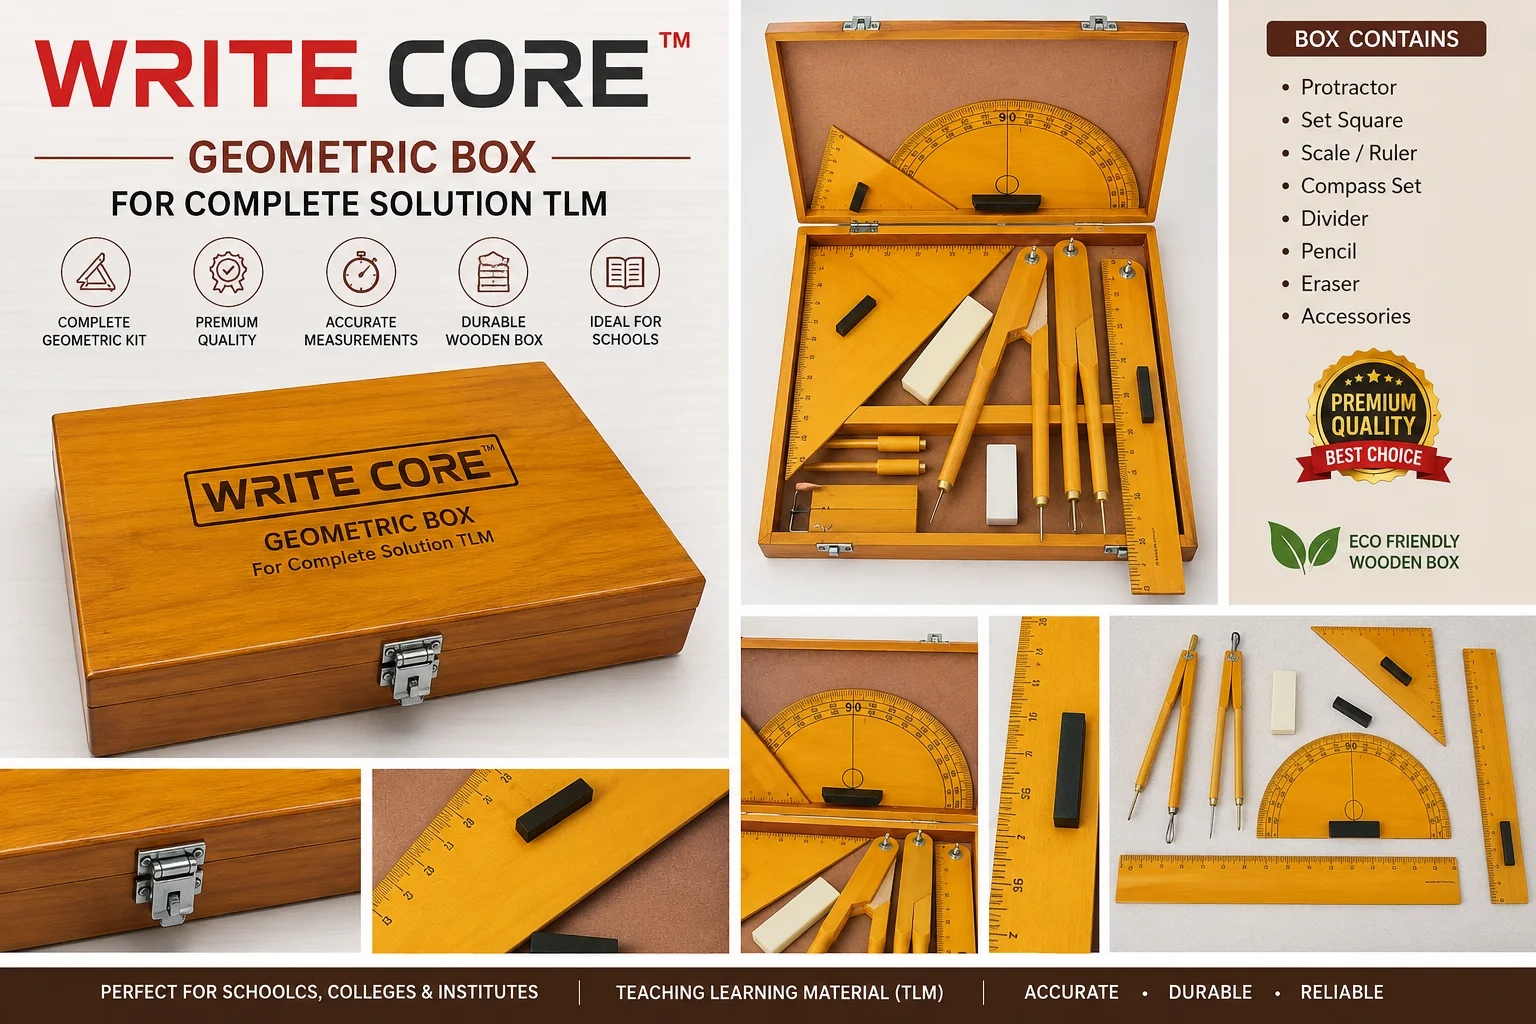 WRITE CORE™
GEOMETRIC BOX
FOR COMPLETE SOLUTION TLM
COMPLETE
GEOMETRIC KIT
PREMIUM
QUALITY
ACCURATE
MEASUREMENTS
DURABLE
WOODEN BOX
IDEAL FOR
SCHOOLS
WRITE CORE™
GEOMETRIC BOX
For Complete Solution TLM
90
BOX CONTAINS
• Protractor
• Set Square
• Scale / Ruler
• Compass Set
• Divider
• Pencil
• Eraser
• Accessories
PREMIUM
QUALITY
BEST CHOICE
ECO FRIENDLY
WOODEN BOX
90
90
PERFECT FOR SCHOOLCS, COLLEGES & INSTITUTES
TEACHING LEARNING MATERIAL (TLM)
ACCURATE • DURABLE • RELIABLE